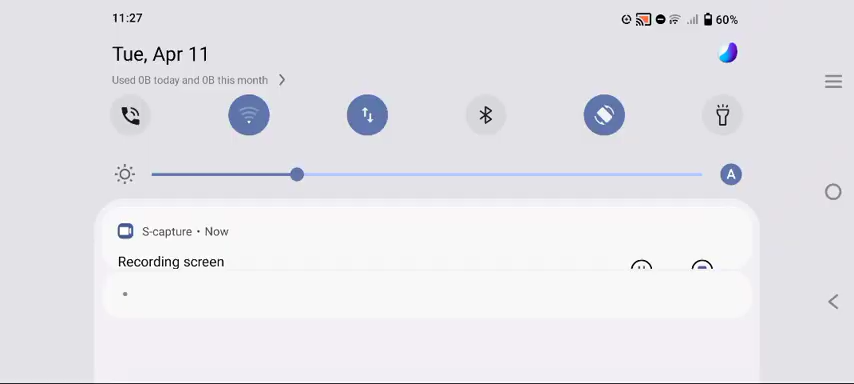 11:27
60%
Tue, Apr 11
Used 0B today and 0B this month
A
S-capture • Now
Recording screen